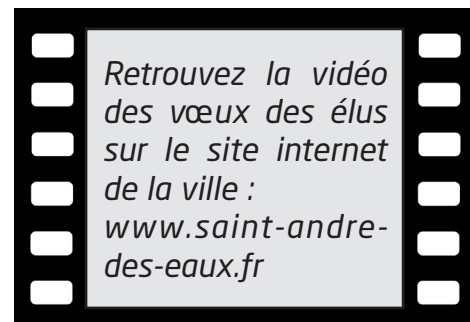 Retrouvez la vidéo
des vœux des élus
sur le site internet
de la ville :
www.saint-andre-
des-eaux.fr